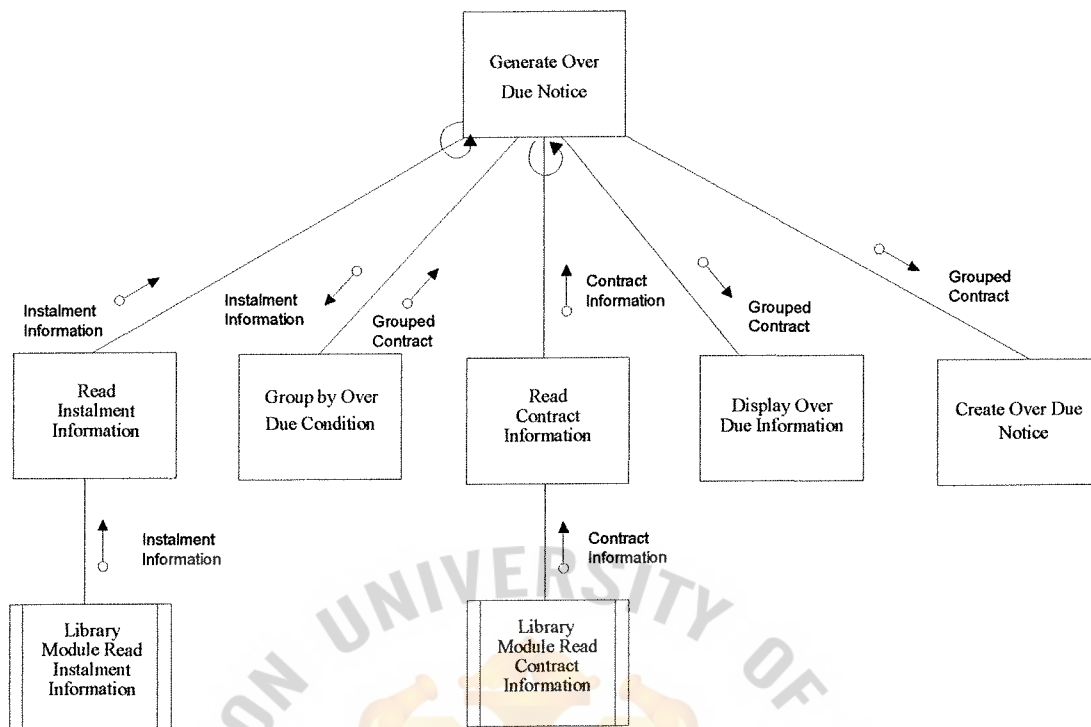 Generate Over
Due Notice
Instalment
Information
Instalment
Information
Grouped
Contract
Contract
Information
Grouped
Contract
Grouped
Contract
Read
Instalment
Information
Group by Over
Due Condition
Read
Contract
Information
Display Over
Due Information
Create Over Due
Notice
Instalment
Information
Contract
Information
Library
Module Read
Instalment
Information
Library
Module Read
Contract
Information
ON UNIVERSITY OF